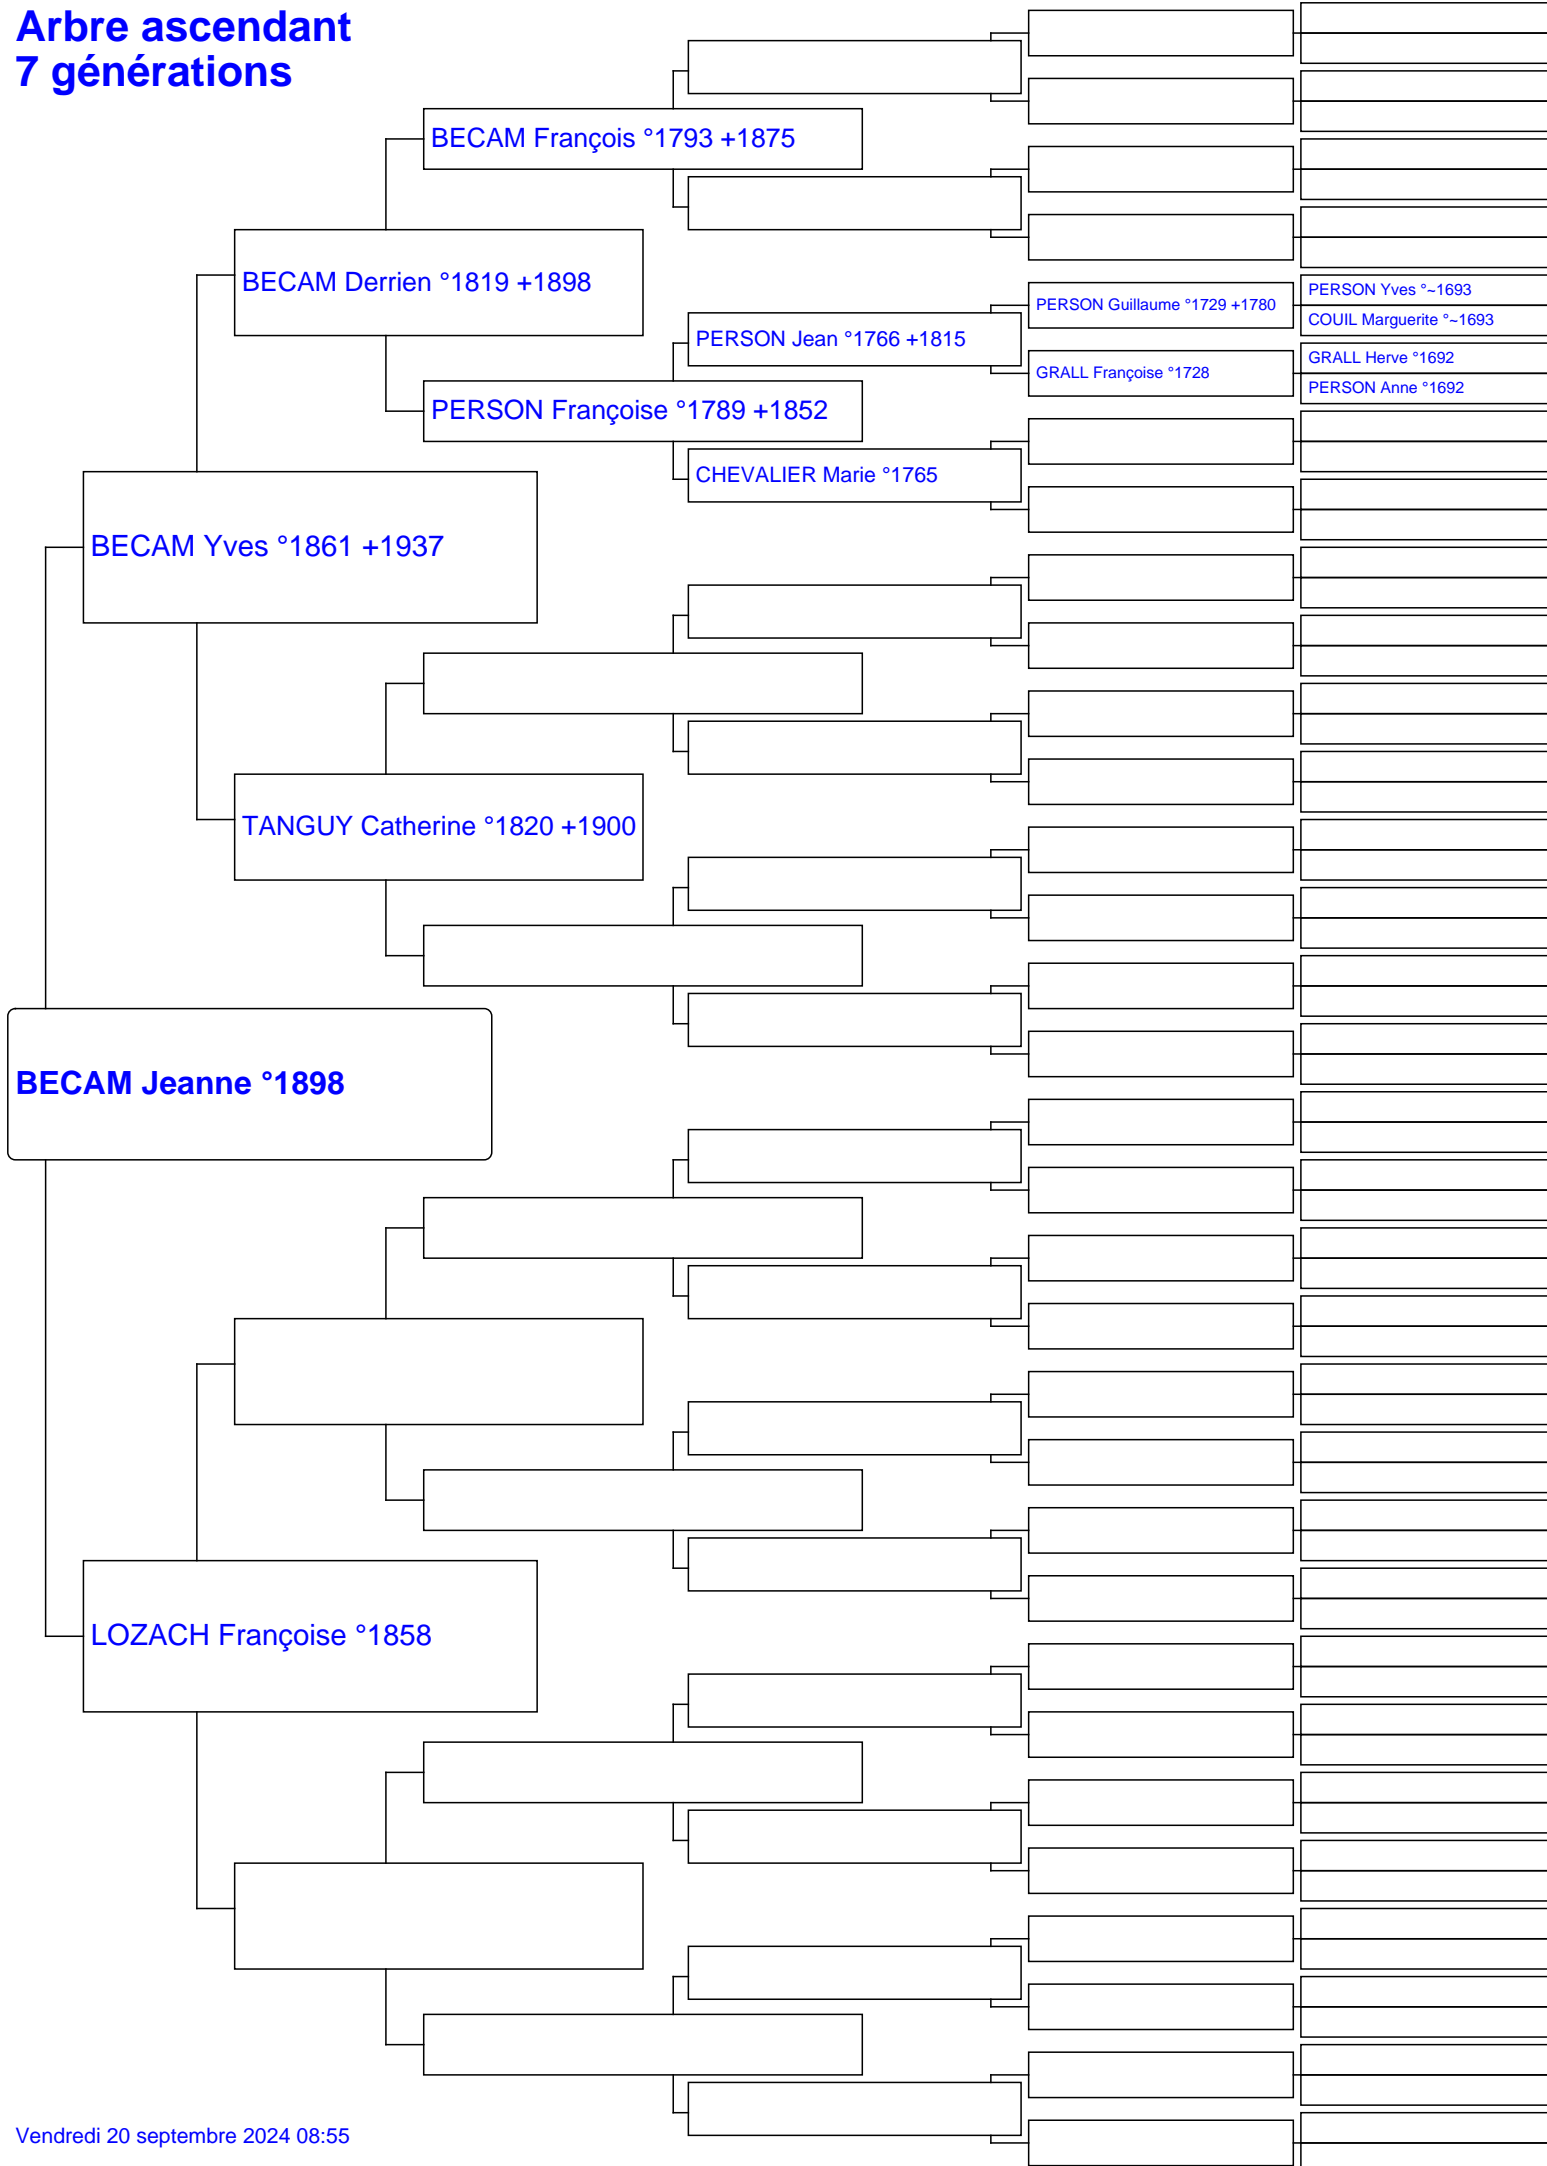 Arbre ascendant
7 générations
BECAM François °1793 +1875
BECAM Derrien °1819 +1898
PERSON Yves °~1693
PERSON Guillaume °1729 +1780
COUIL Marguerite °~1693
PERSON Jean °1766 +1815
GRALL Herve °1692
GRALL Françoise °1728
PERSON Anne °1692
PERSON Françoise °1789 +1852
CHEVALIER Marie °1765
BECAM Yves °1861 +1937
TANGUY Catherine °1820 +1900
BECAM Jeanne °1898
LOZACH Françoise °1858
Vendredi 20 septembre 2024 08:55